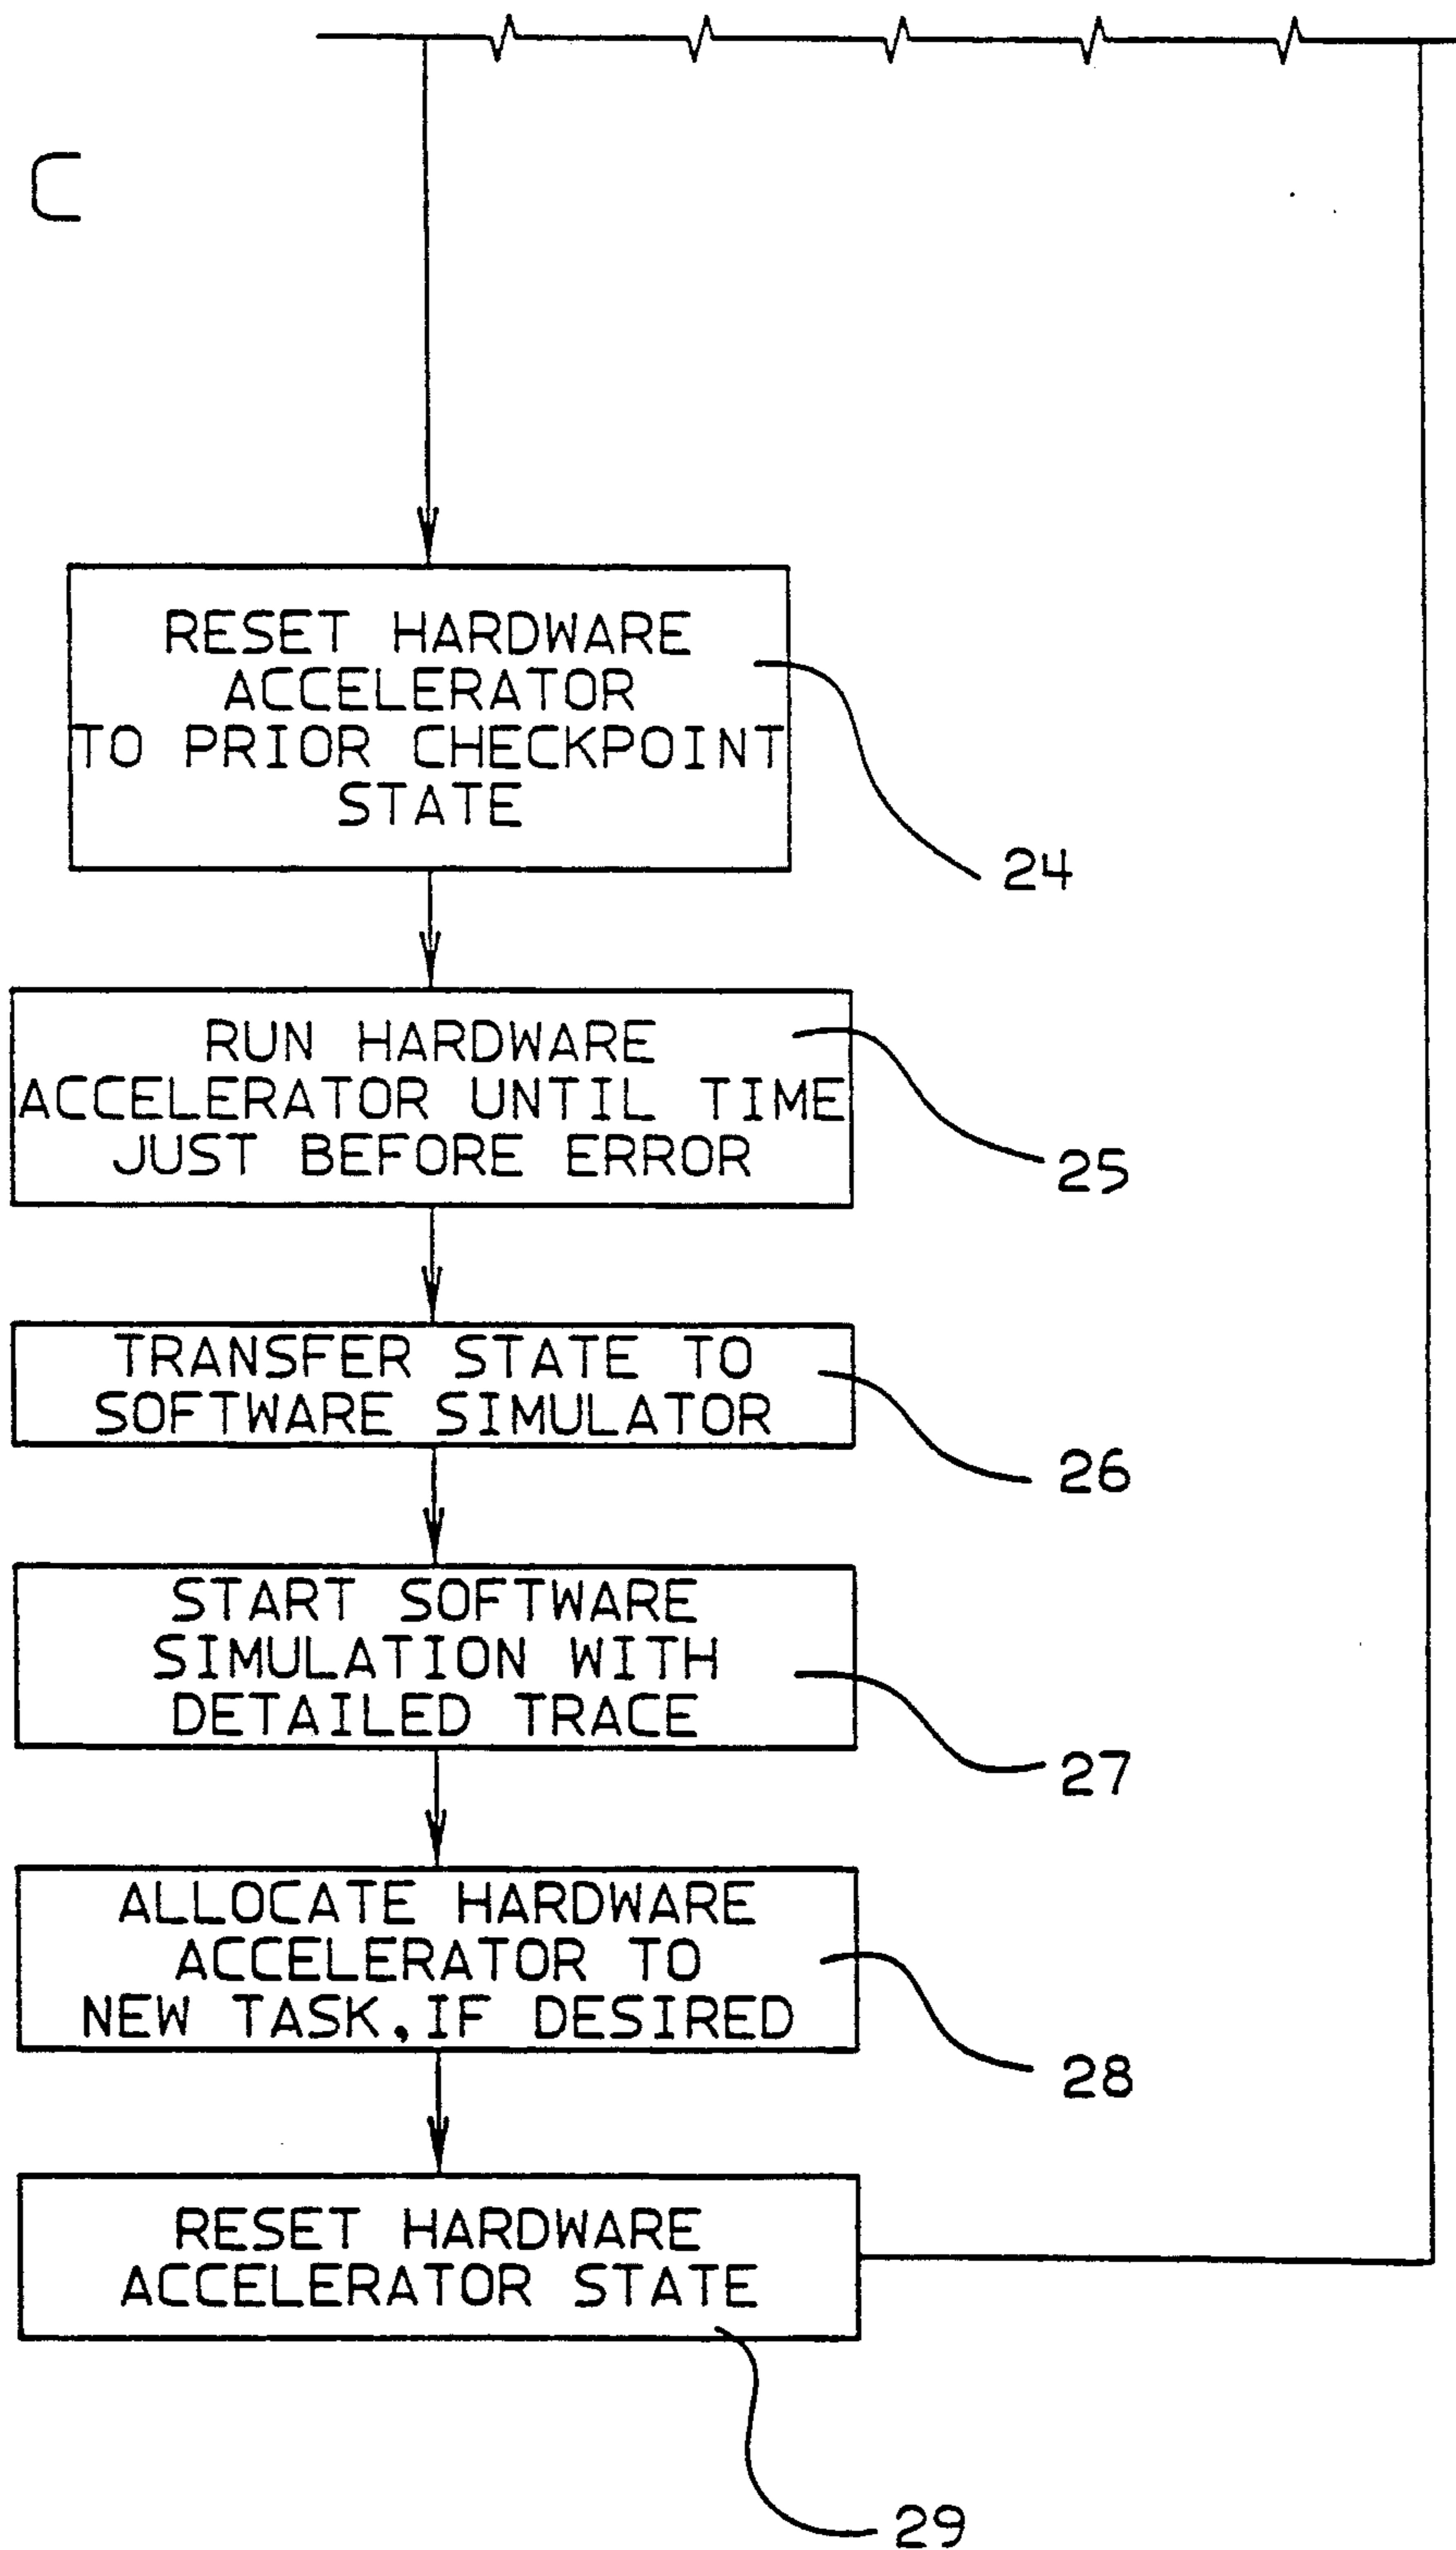 C
RESET HARDWARE
ACCELERATOR
TO PRIOR CHECKPOINT
STATE
24
RUN HARDWARE
ACCELERATOR UNTIL TIME
JUST BEFORE ERROR
25
TRANSFER STATE TO
SOFTWARE SIMULATOR
26
START SOFTWARE
SIMULATION WITH
DETAILED TRACE
27
ALLOCATE HARDWARE
ACCELERATOR TO
NEW TASK, IF DESIRED
28
RESET HARDWARE
ACCELERATOR STATE
29